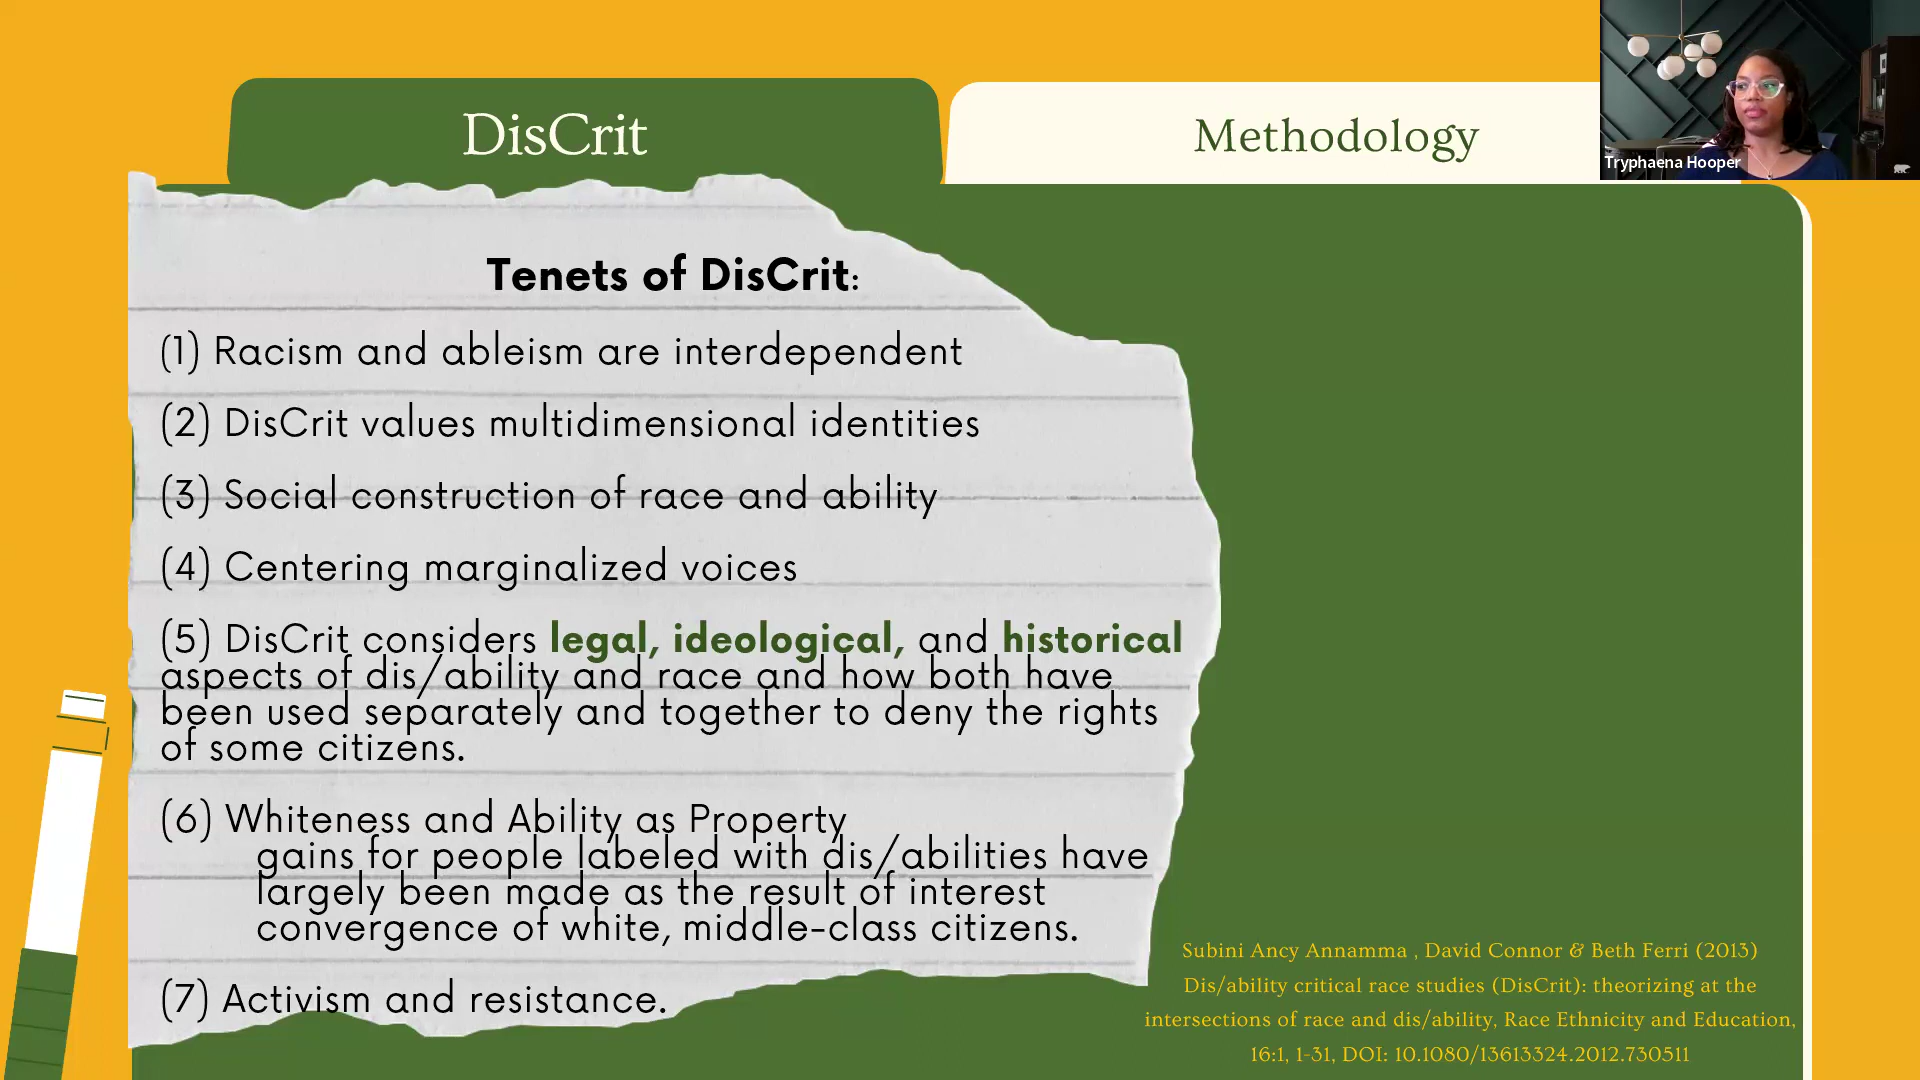 DisCrit
Methodology
Tryphaena Hooper
Tenets of DisCrit:
(1) Racism and ableism are interdependent
(2) DisCrit values multidimensional identities
(3) Social construction of race and ability
(4) Centering marginalized voices
(5) DisCrit considers legal, ideological, and historical
aspects of dis/ability and race and how both have
been used separately and together to deny the rights
of some citizens.
(6) Whiteness and Ability as Property
gains for people labeled with dis/abilities have
largely been made as the result of interest
convergence of white, middle-class citizens.
(7) Activism and resistance.
Subini Ancy Annamma , David Connor & Beth Ferri (2013)
Dis/ability critical race studies (DisCrit): theorizing at the
intersections of race and dis/ability, Race Ethnicity and Education,
16:1, 1-31, DOI: 10.1080/13613324.2012.730511